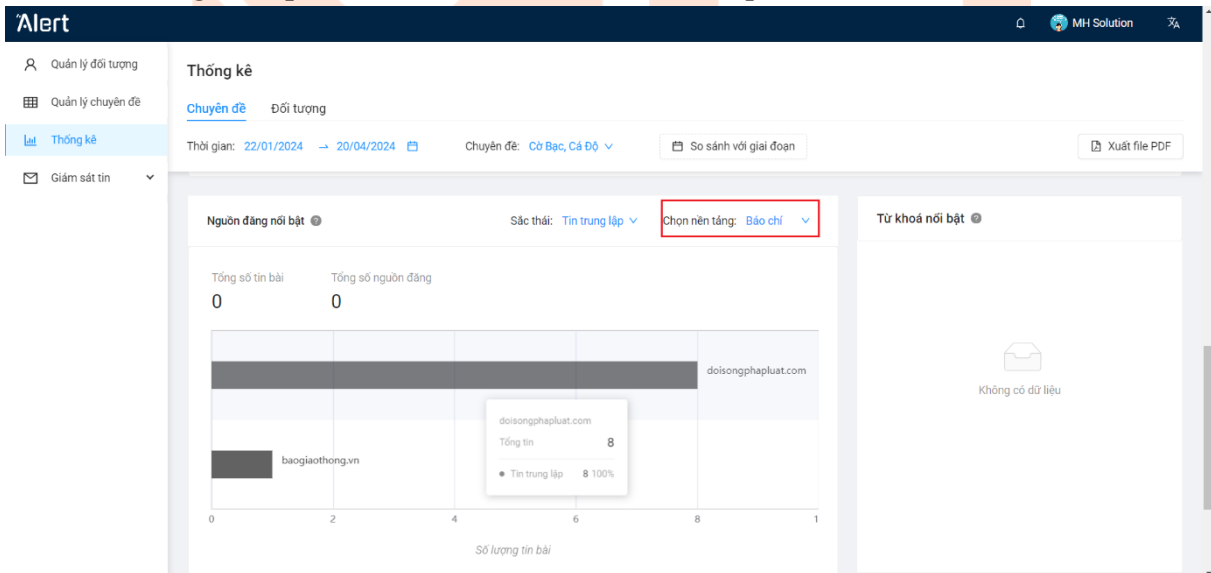 Alert
MH Solution
Quản lý đối tượng
Quản lý chuyên đề
Thống kê
Giám sát tin
Thống kê
Chuyên đề Đối tượng
Thời gian: 22/01/2024 → 20/04/2024 Chuyên đề: Cờ Bạc, Cá Độ So sánh với giai đoạn Xuất file PDF
Nguồn đăng nổi bật Sắc thái: Tin trung lập Chọn nền tảng: Báo chí
Từ khoá nổi bật
Tổng số tin bài Tổng số nguồn đăng
0 0
doisongphapluat.com
doisongphapluat.com
Tổng tin 8
Tin trung lập 8 100%
baogiaothong.vn
0 2 4 6 8 1
Số lượng tin bài
Không có dữ liệu